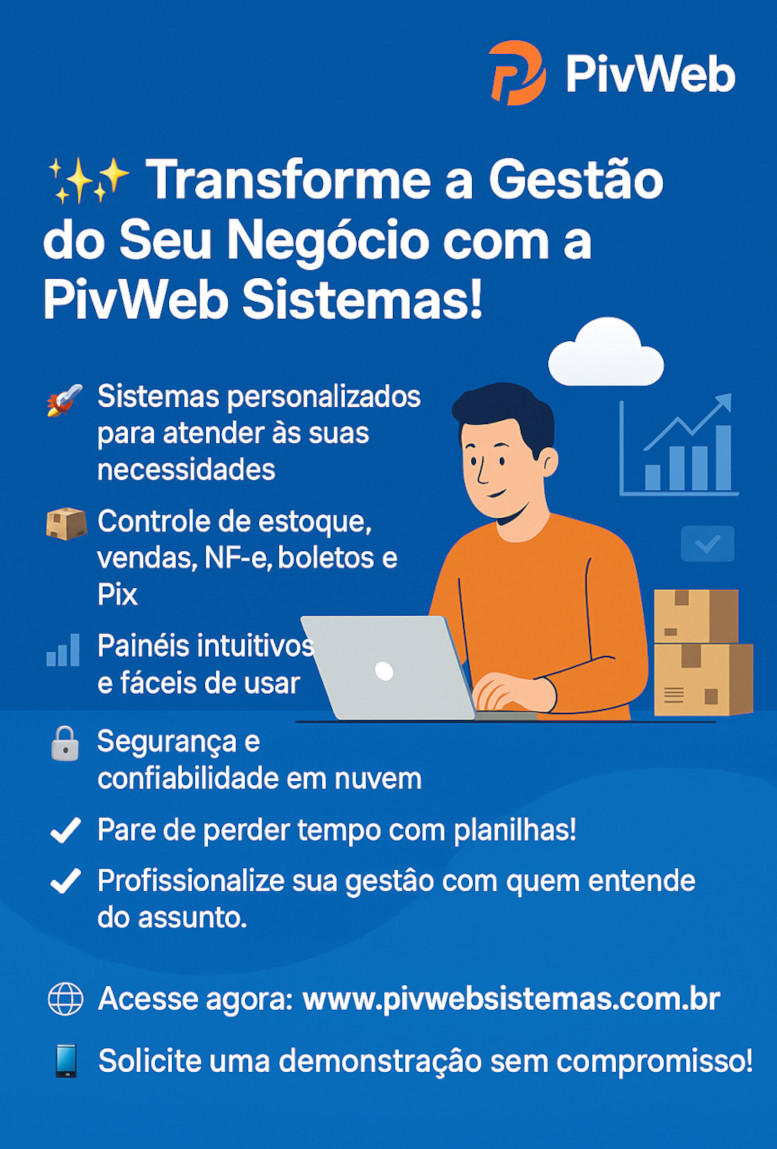 PivWeb
✨ Transforme a Gestão
do Seu Negócio com a
PivWeb Sistemas!
🚀 Sistemas personalizados
para atender às suas
necessidades
📦 Controle de estoque,
vendas, NF-e, boletos e
Pix
📊 Painéis intuitivos
e fáceis de usar
🔒 Segurança e
confiabilidade em nuvem
✔ Pare de perder tempo com planilhas!
✔ Profissionalize sua gestâo com quem entende
do assunto.
🌐 Acesse agora: www.pivwebsistemas.com.br
📱 Solicite uma demonstraçâo sem compromisso!